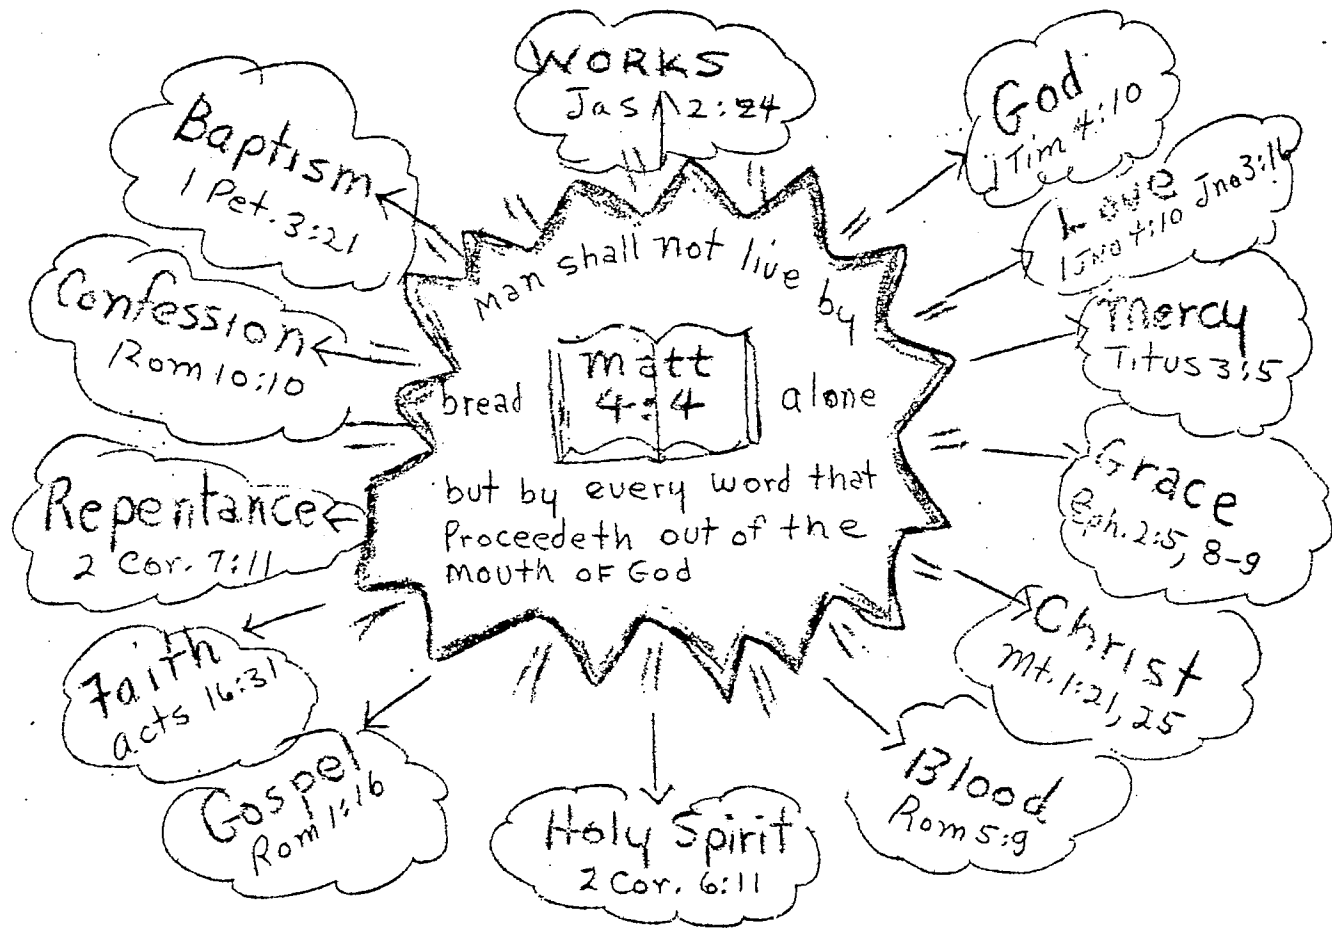 WORKS
Jas 2:24
God
1 Tim 4:10
Love
1 Jno 4:10 Jno 3:16
Mercy
Titus 3:5
Grace
Eph. 2:5, 8-9
Christ
Mt. 1:21, 25
Blood
Rom 5:9
Holy Spirit
2 Cor. 6:11
Gospel
Rom 1:16
Faith
acts 16:31
Repentance
2 Cor. 7:11
Confession
Rom 10:10
Baptism
1 Pet. 3:21
Man shall not live by
bread alone
Matt
4:4
but by every word that
Proceedeth out of the
Mouth OF GOD